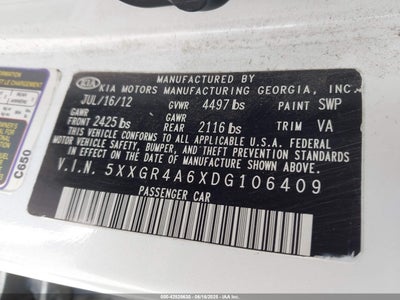 MANUFACTURED BY
KIA KIA MOTORS MANUFACTURING GEORGIA, INC.
JUL/16/12 GVWR 4497 lbs PAINT SWP
GAWR GAWR
FRONT 2425 lbs REAR 2116 lbs TRIM VA
THIS VEHICLE CONFORMS TO ALL APPLICABLE U.S.A. FEDERAL
MOTOR VEHICLE SAFETY, BUMPER, AND THEFT PREVENTION STANDARDS
IN EFFECT ON THE DATE OF MANUFACTURE SHOWN ABOVE.
V.I.N. 5XXGR4A6XDG106409
PASSENGER CAR
C650